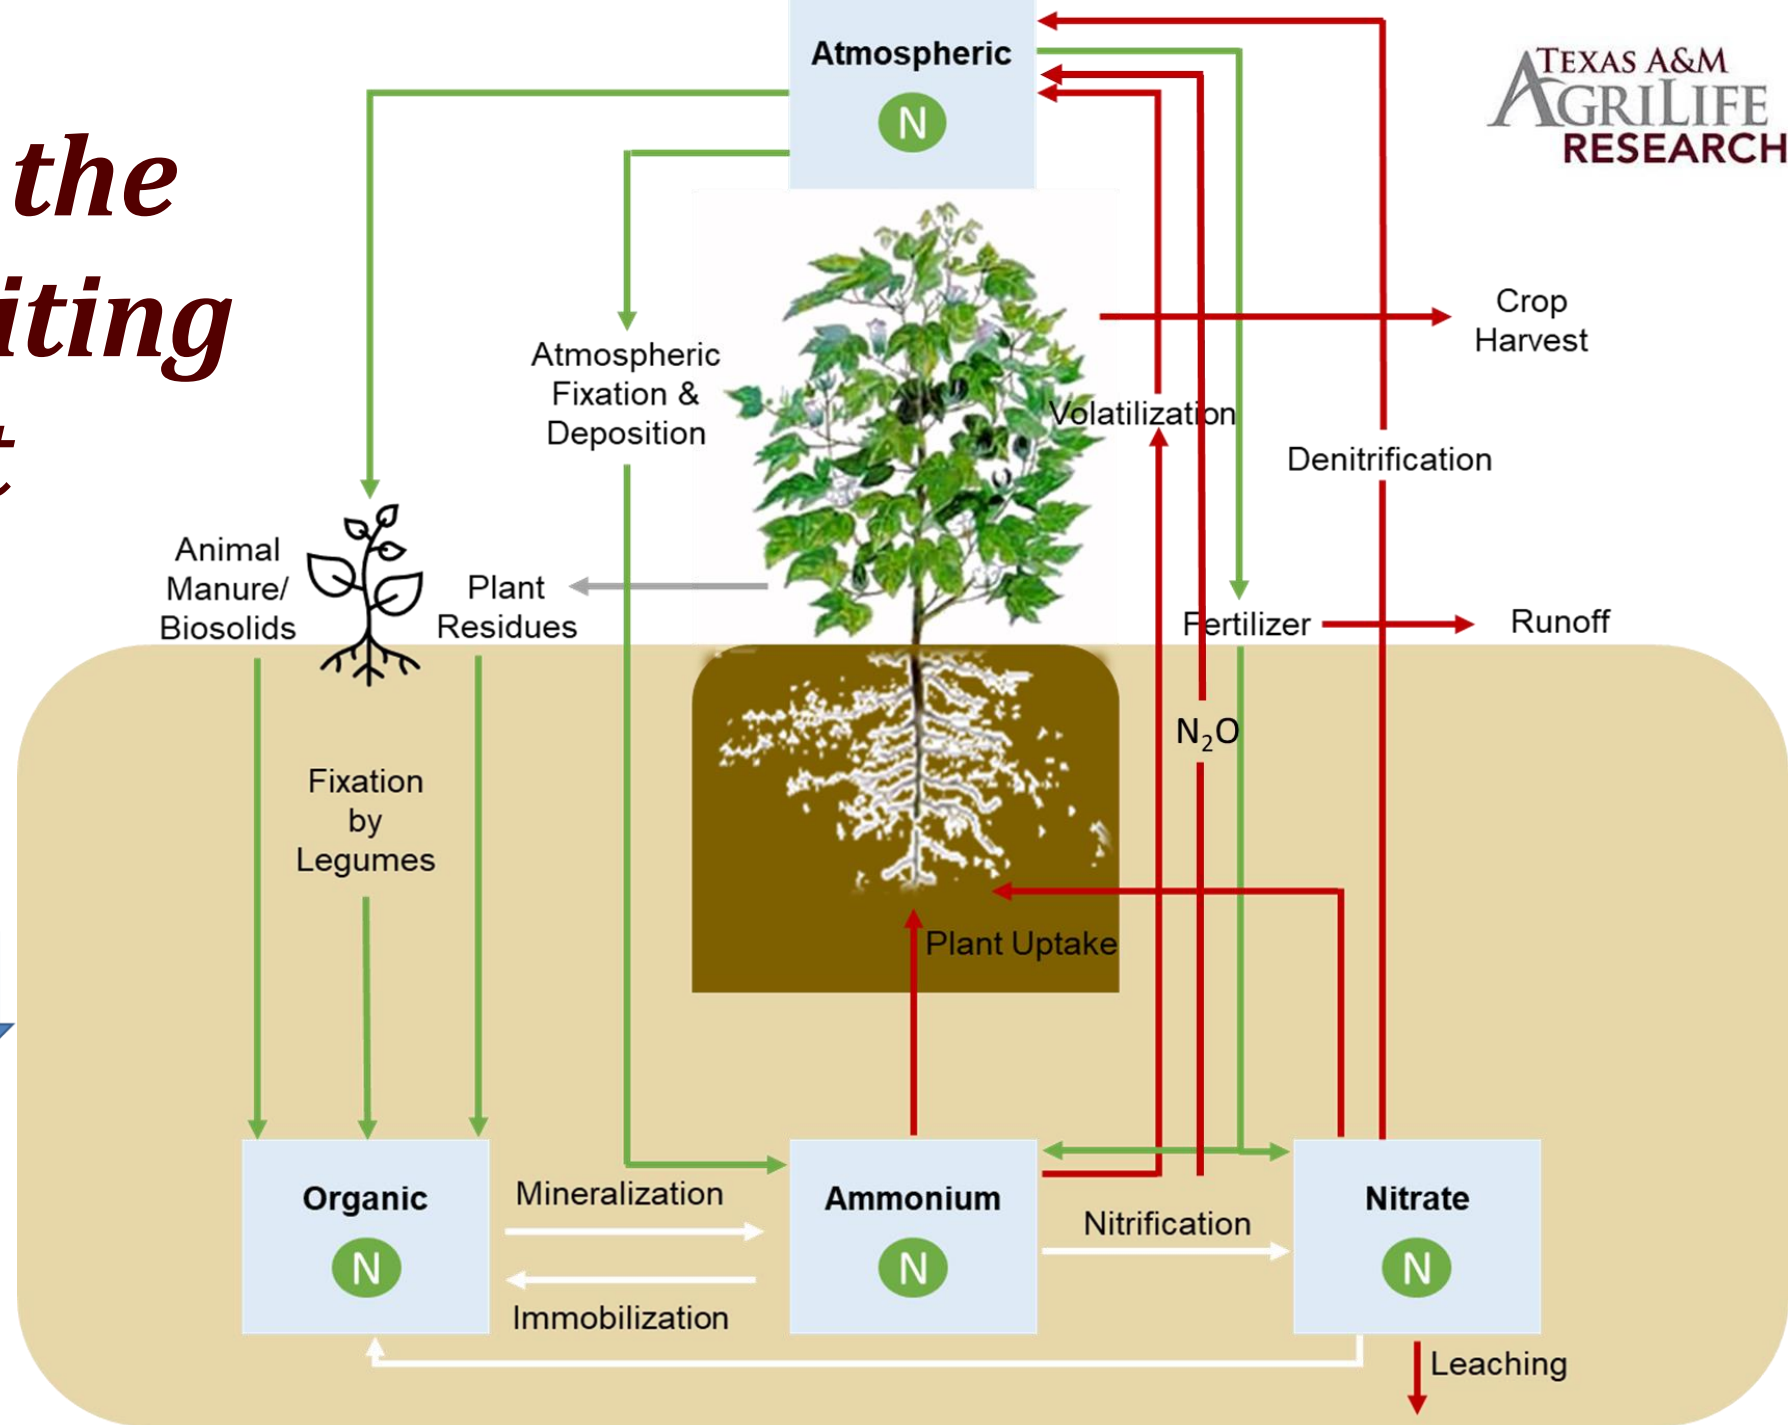 the
iting
t
Atmospheric
N
TEXAS A&M
AGRILIFE
RESEARCH
Crop
Harvest
Atmospheric
Fixation &
Deposition
Volatilization
Denitrification
Animal
Manure/
Biosolids
Plant
Residues
Fertilizer
Runoff
N₂O
Fixation
by
Legumes
Plant Uptake
Organic
N
Mineralization
Immobilization
Ammonium
N
Nitrification
Nitrate
N
Leaching